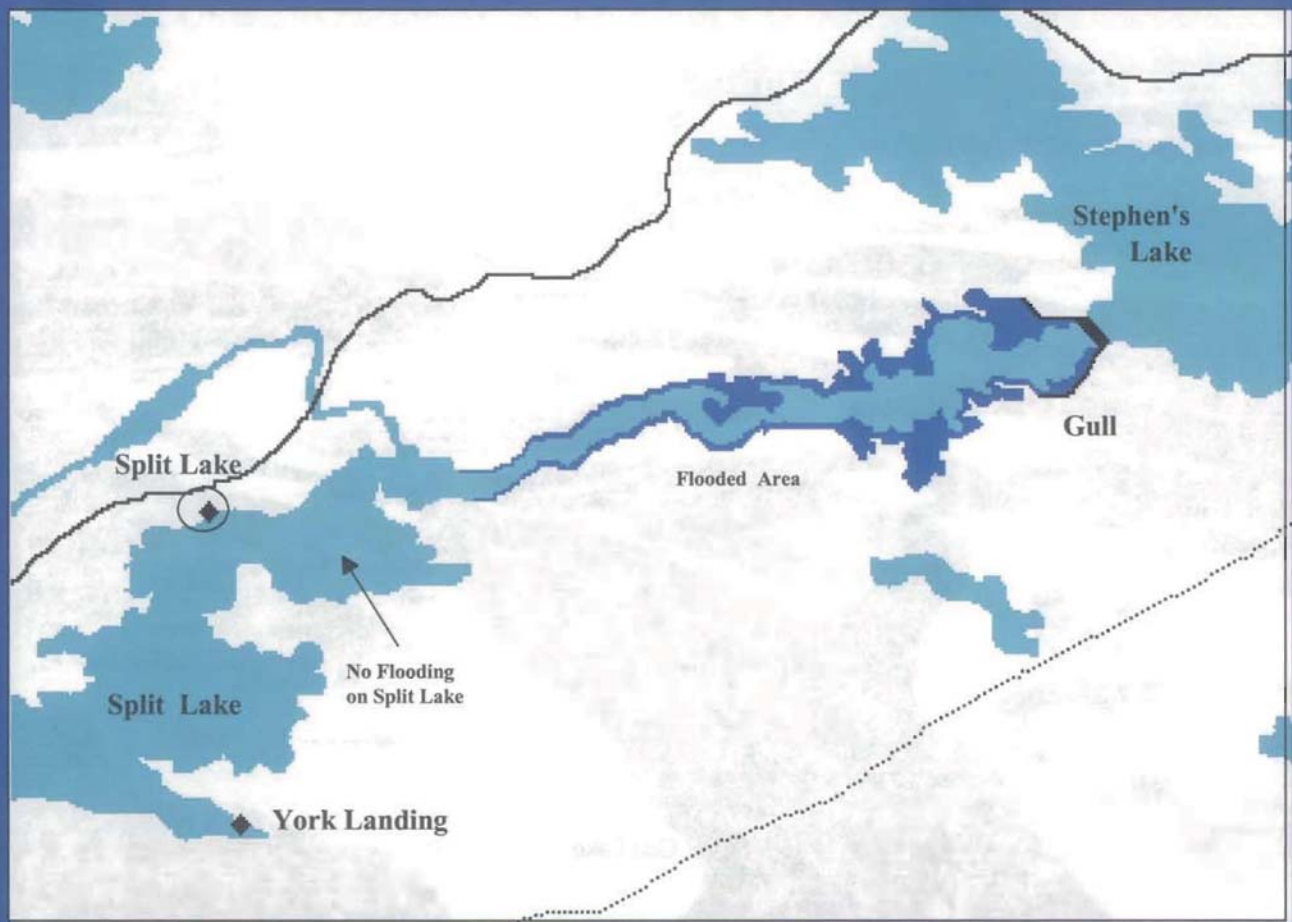 Stephen's
Lake
Gull
Split Lake
Flooded Area
No Flooding
on Split Lake
Split Lake
York Landing